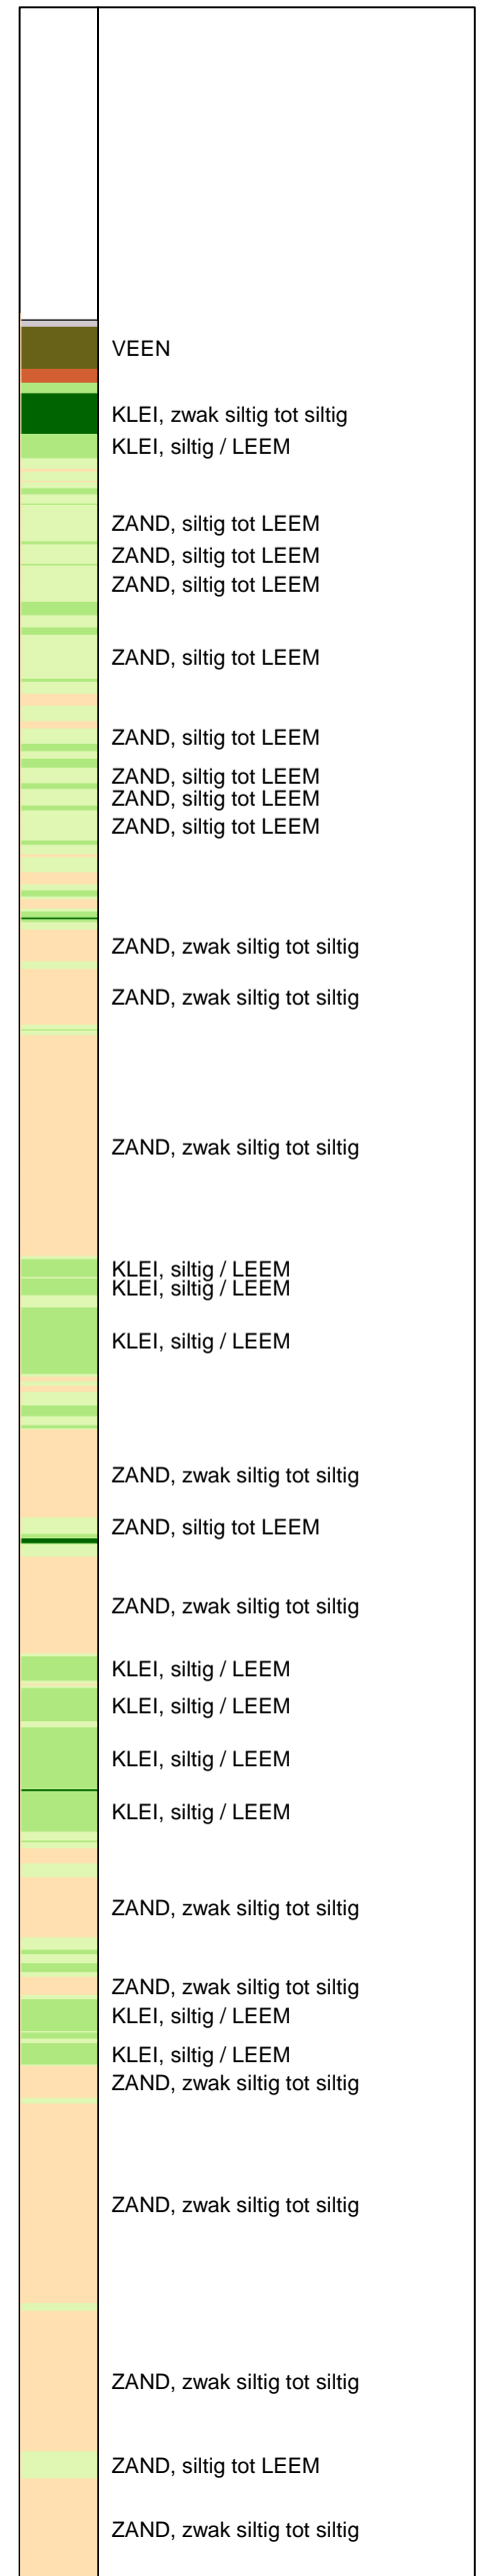 VEEN
KLEI, zwak siltig tot siltig
KLEI, siltig / LEEM
ZAND, siltig tot LEEM
ZAND, siltig tot LEEM
ZAND, siltig tot LEEM
ZAND, siltig tot LEEM
ZAND, siltig tot LEEM
ZAND, siltig tot LEEM
ZAND, siltig tot LEEM
ZAND, siltig tot LEEM
ZAND, zwak siltig tot siltig
ZAND, zwak siltig tot siltig
ZAND, zwak siltig tot siltig
KLEI, siltig / LEEM
KLEI, siltig / LEEM
KLEI, siltig / LEEM
ZAND, zwak siltig tot siltig
ZAND, siltig tot LEEM
ZAND, zwak siltig tot siltig
KLEI, siltig / LEEM
KLEI, siltig / LEEM
KLEI, siltig / LEEM
KLEI, siltig / LEEM
ZAND, zwak siltig tot siltig
ZAND, zwak siltig tot siltig
KLEI, siltig / LEEM
KLEI, siltig / LEEM
ZAND, zwak siltig tot siltig
ZAND, zwak siltig tot siltig
ZAND, zwak siltig tot siltig
ZAND, siltig tot LEEM
ZAND, zwak siltig tot siltig